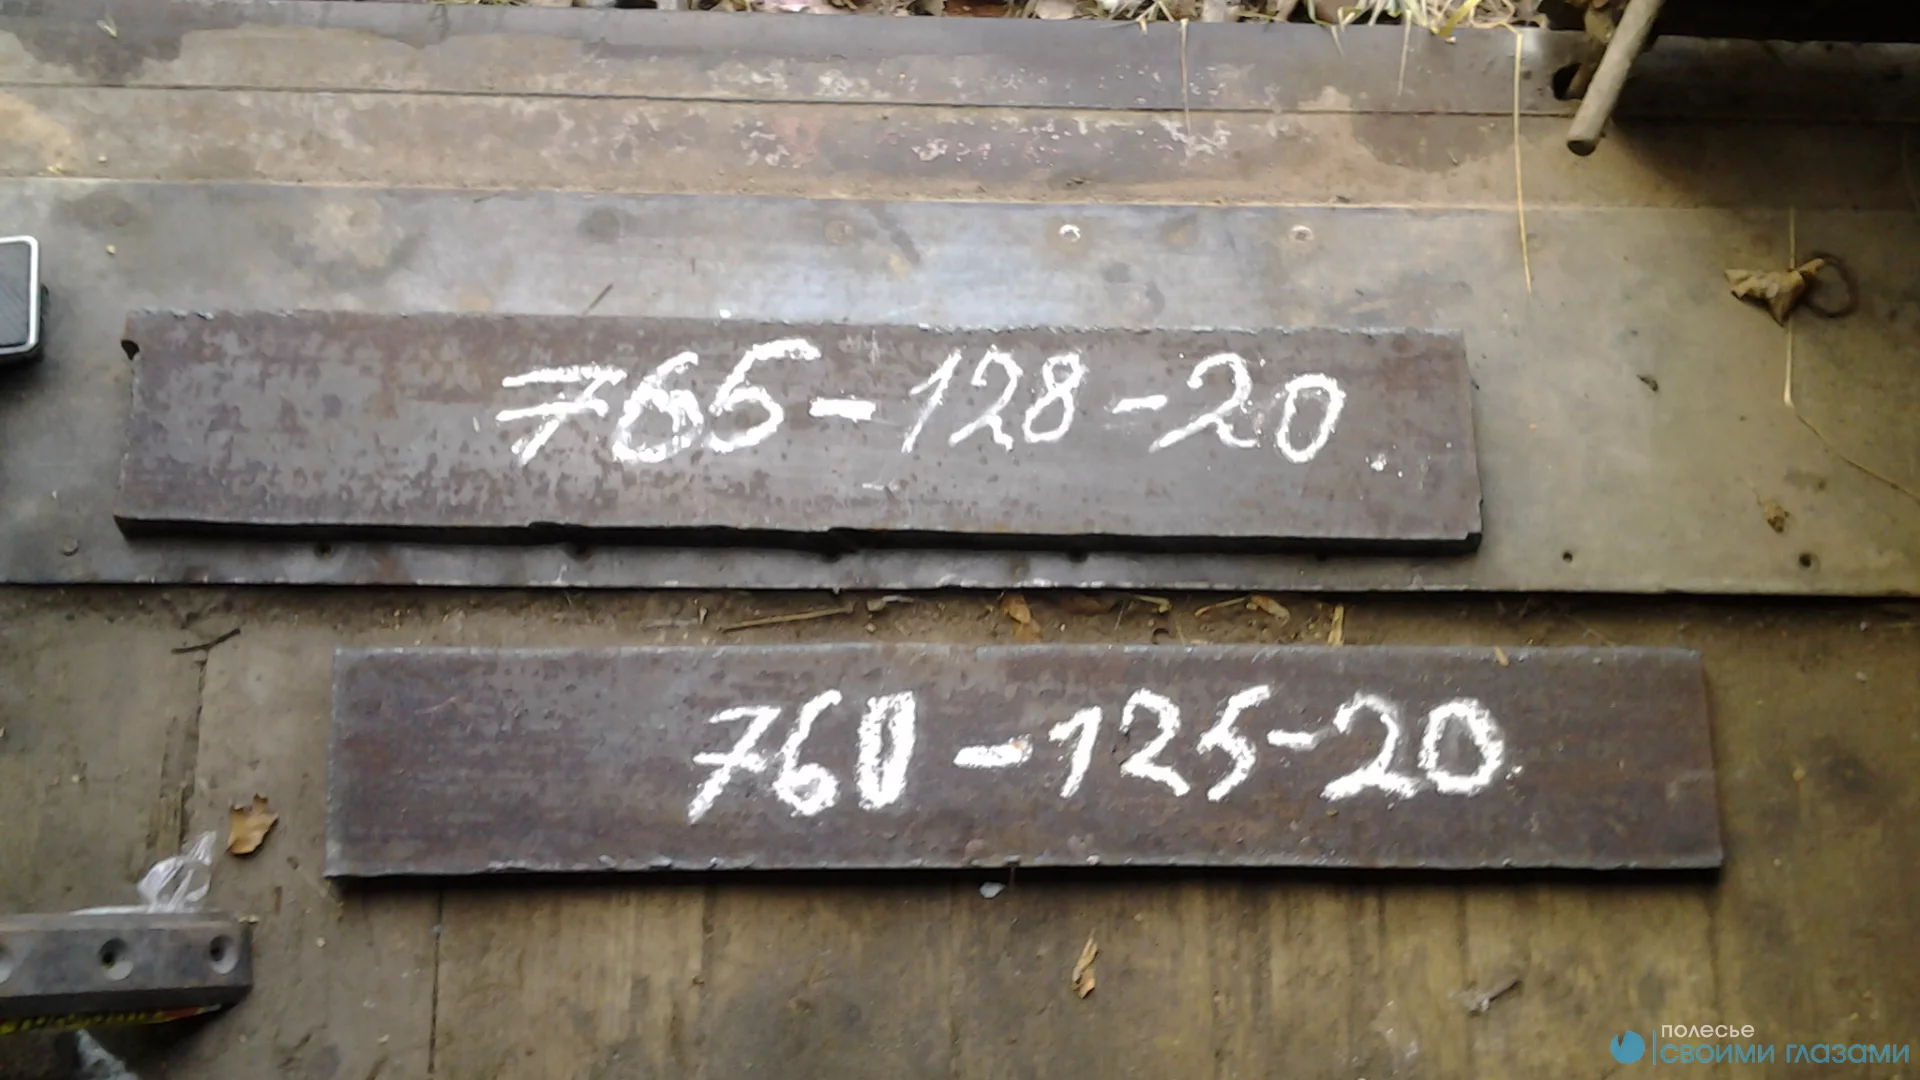 765-128-20.
760-125-20
полесье
своими глазами